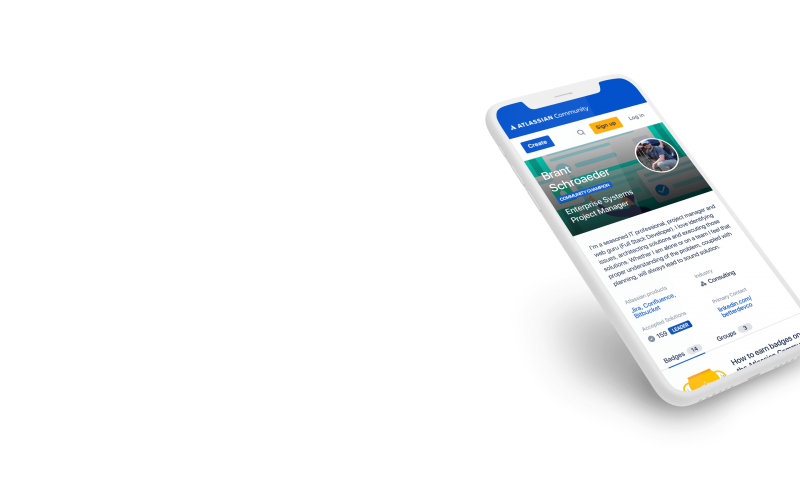 ATLASSIAN Community
Create
Sign up
Log in
Brant
Schroaeder
COMMUNITY CHAMPION
Enterprise Systems
Project Manager
I'm a seasoned IT professional, project manager and
web guru (Full Stack Developer). I love identifying
issues, architecting solutions and executing those
solutions. Whether I am alone or on a team I feel that
proper understanding of the problem, coupled with
planning, will always lead to sound solution.
Atlassian products
Jira, Confluence,
Bitbucket
Industry
Consulting
Accepted Solutions
159 LEADER
Primary Contact
linkedin.com/
betterdevco
Badges 14
Groups 3
How to earn badges on
the Atlassian